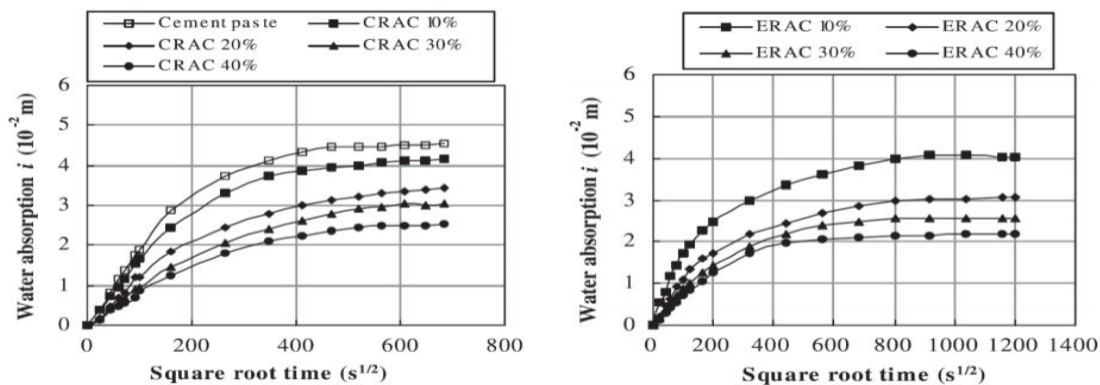 Cement paste CRAC 10%
CRAC 20% CRAC 30%
CRAC 40%
6
5
4
3
2
1
0
0 200 400 600 800
Water absorption i (10⁻² m)
Square root time (s^1/2)
ERAC 10% ERAC 20%
ERAC 30% ERAC 40%
6
5
4
3
2
1
0
0 200 400 600 800 1000 1200 1400
Water absorption i (10⁻² m)
Square root time (s^1/2)